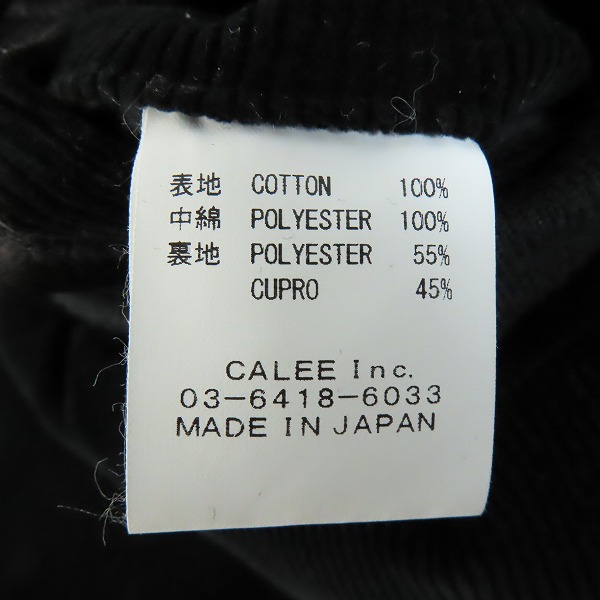 表地 COTTON 100%
中綿 POLYESTER 100%
裏地 POLYESTER 55%
CUPRO 45%
CALEE Inc.
03-6418-6033
MADE IN JAPAN